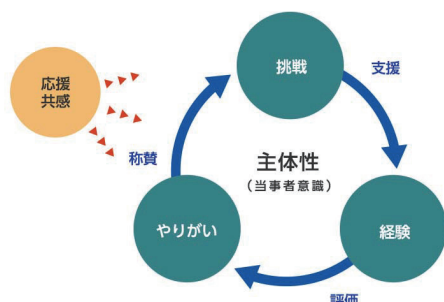 挑戦
支援
応援
共感
称賛
主体性
（当事者意識）
やりがい
経験
評価